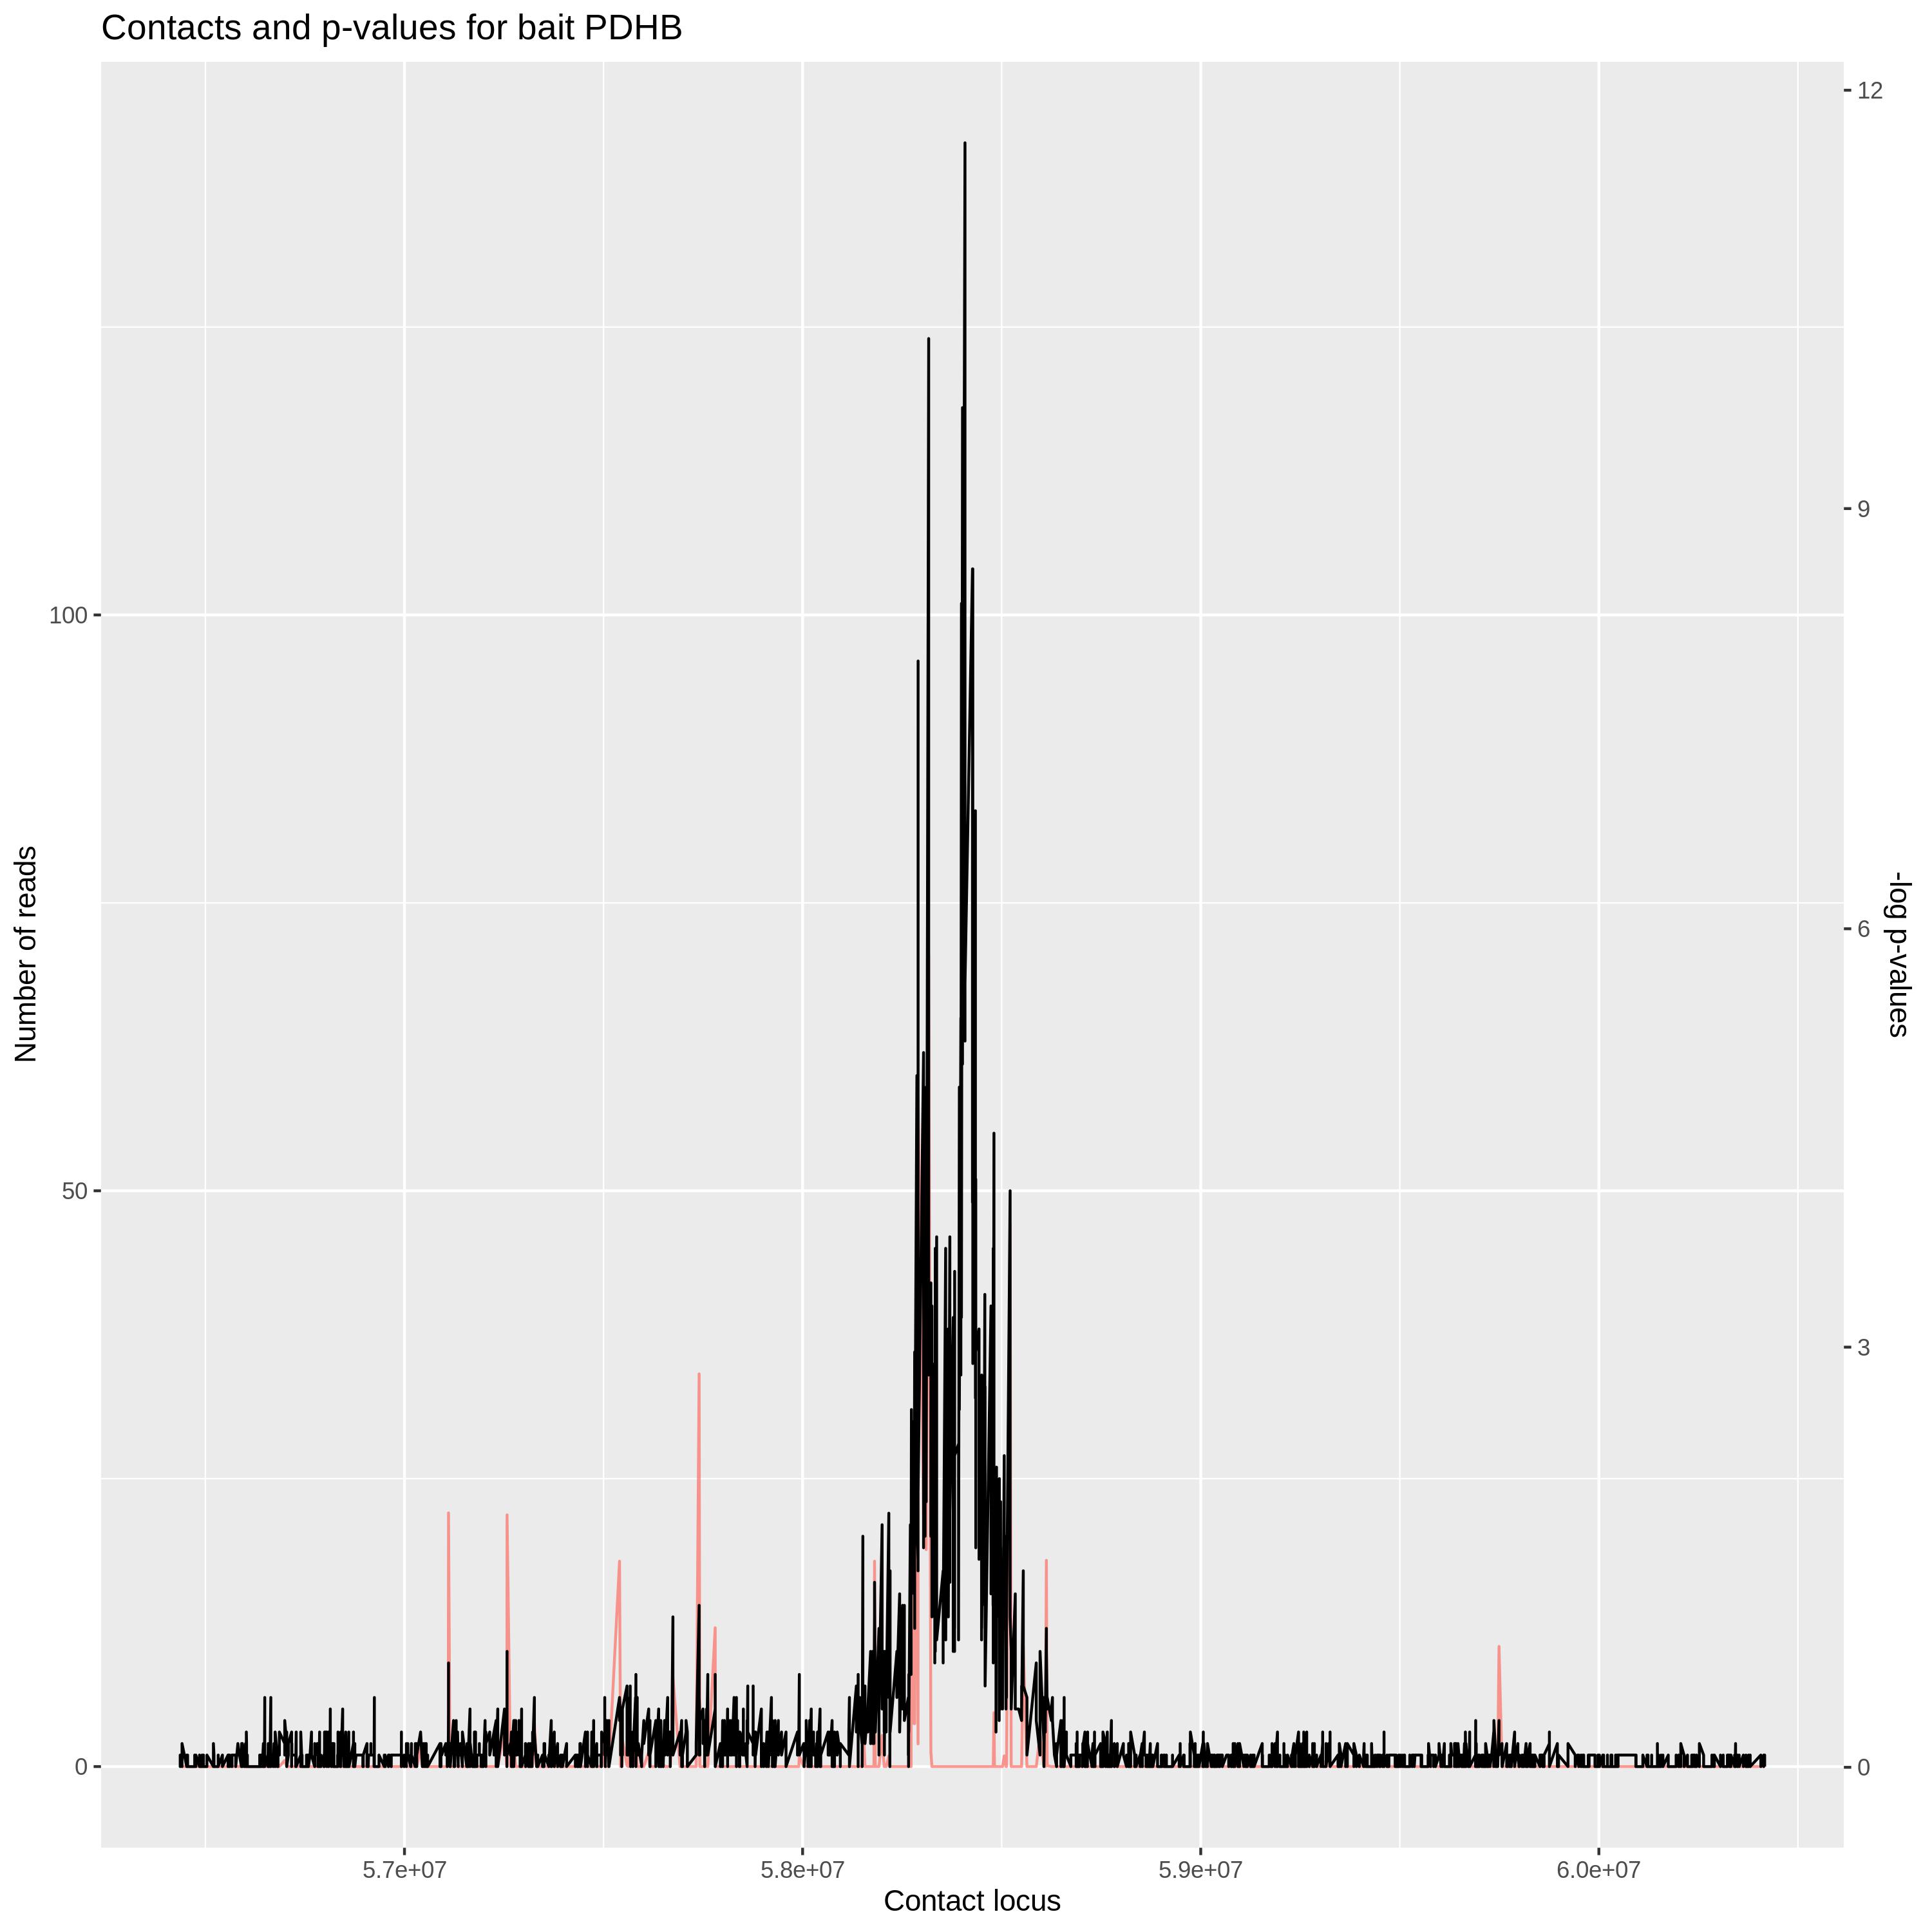 Contacts and p-values for bait PDHB
12
9
100
Number of reads
-log p-values
6
50
3
0
0
5.7e+07
5.8e+07
5.9e+07
6.0e+07
Contact locus